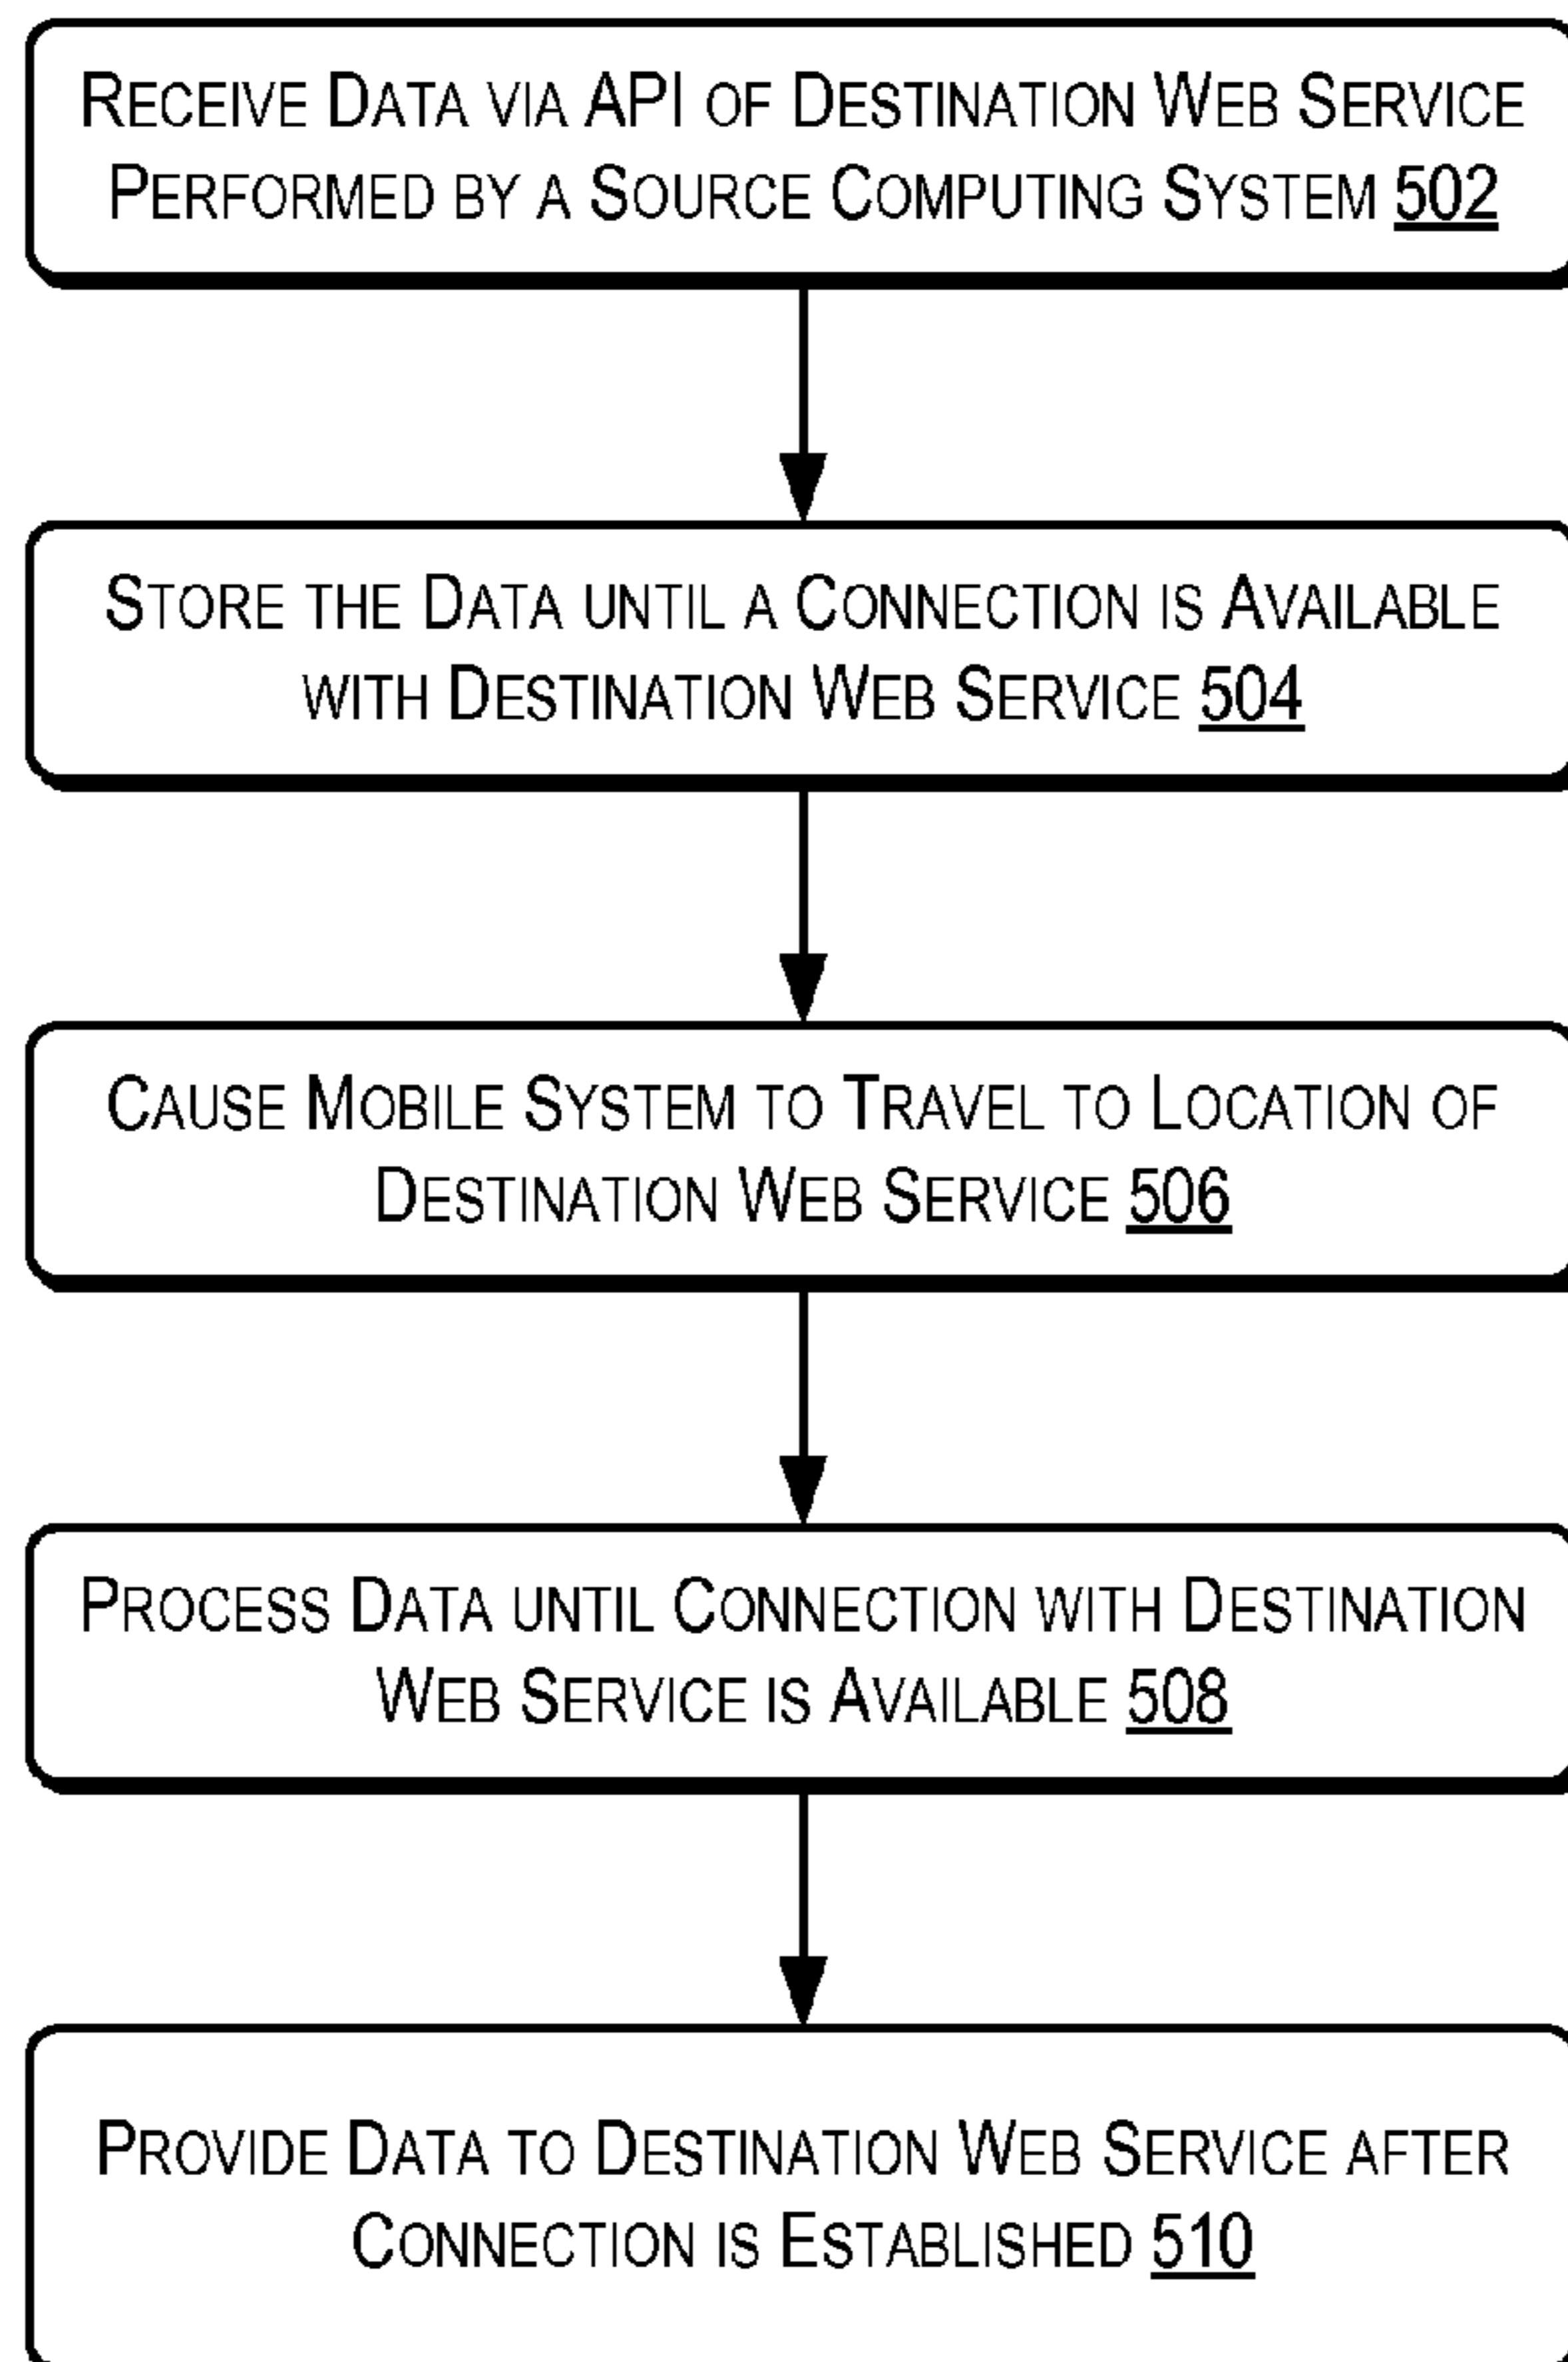 RECEIVE DATA VIA API OF DESTINATION WEB SERVICE
PERFORMED BY A SOURCE COMPUTING SYSTEM 502
STORE THE DATA UNTIL A CONNECTION IS AVAILABLE
WITH DESTINATION WEB SERVICE 504
CAUSE MOBILE SYSTEM TO TRAVEL TO LOCATION OF
DESTINATION WEB SERVICE 506
PROCESS DATA UNTIL CONNECTION WITH DESTINATION
WEB SERVICE IS AVAILABLE 508
PROVIDE DATA TO DESTINATION WEB SERVICE AFTER
CONNECTION IS ESTABLISHED 510